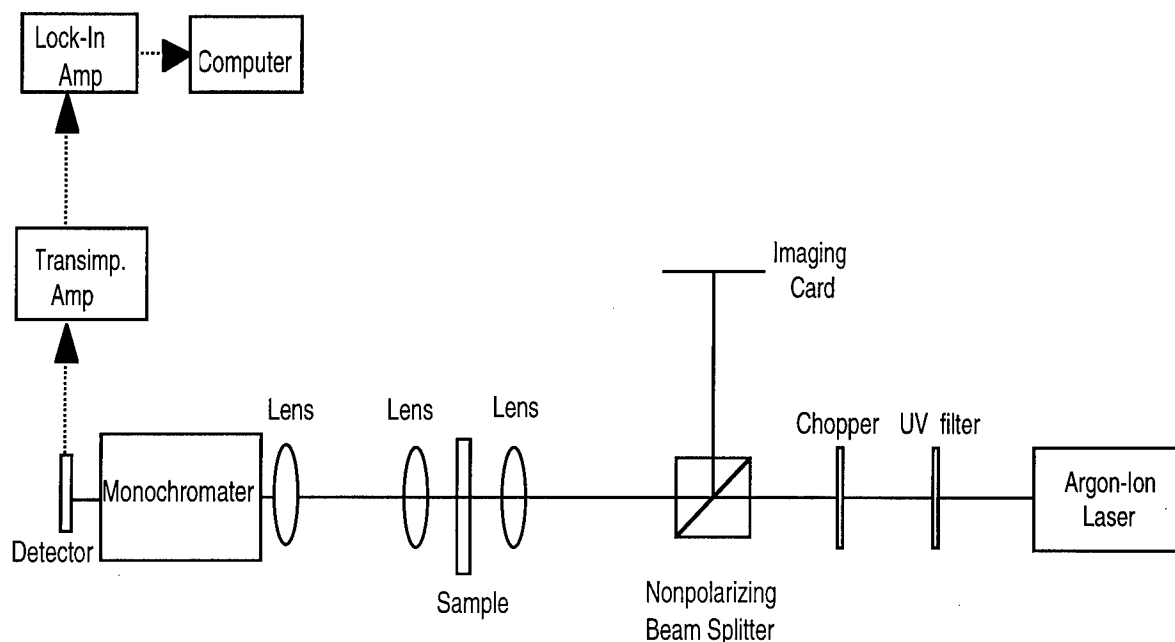 Lock-In
Amp
Computer
Transimp.
Amp
Imaging
Card
Lens
Lens
Lens
Chopper
UV filter
Monochromater
Argon-Ion
Laser
Detector
Sample
Nonpolarizing
Beam Splitter